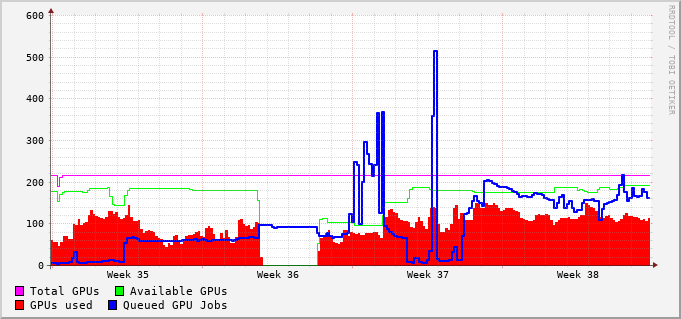 600
500
400
300
200
100
0
Week 35 Week 36 Week 37 Week 38
Total GPUs Available GPUs
GPUs used Queued GPU Jobs
RRDTOOL / TOBI OETIKER